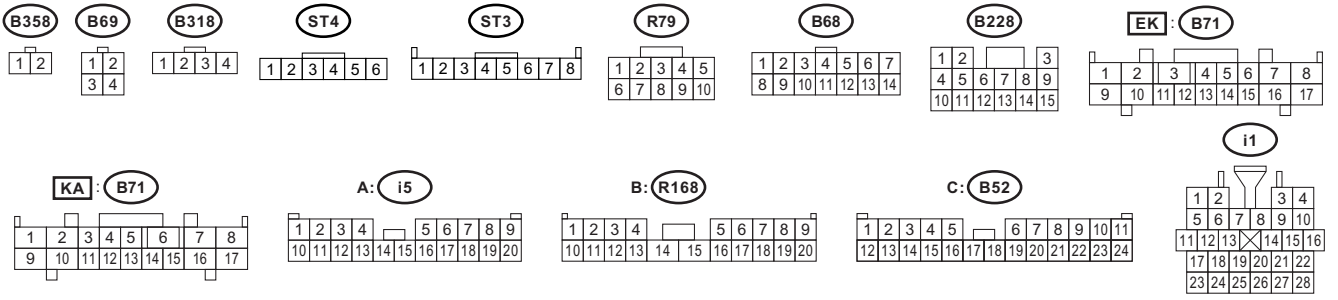 B358 B69 B318 ST4 ST3 R79 B68 B228 EK : B71
1 2
1 2
3 4
1 2 3 4
1 2 3 4 5 6
1 2 3 4 5 6 7 8
1 2 3 4 5
6 7 8 9 10
1 2 3 4 5 6 7
8 9 10 11 12 13 14
1 2 3
4 5 6 7 8 9
10 11 12 13 14 15
1 2 3 4 5 6 7 8
9 10 11 12 13 14 15 16 17
KA : B71 A: i5 B: R168 C: B52 i1
1 2 3 4 5 6 7 8
9 10 11 12 13 14 15 16 17
1 2 3 4 5 6 7 8 9
10 11 12 13 14 15 16 17 18 19 20
1 2 3 4 5 6 7 8 9
10 11 12 13 14 15 16 17 18 19 20
1 2 3 4 5 6 7 8 9 10 11
12 13 14 15 16 17 18 19 20 21 22 23 24
1 2 3 4
5 6 7 8 9 10
11 12 13 14 15 16
17 18 19 20 21 22
23 24 25 26 27 28